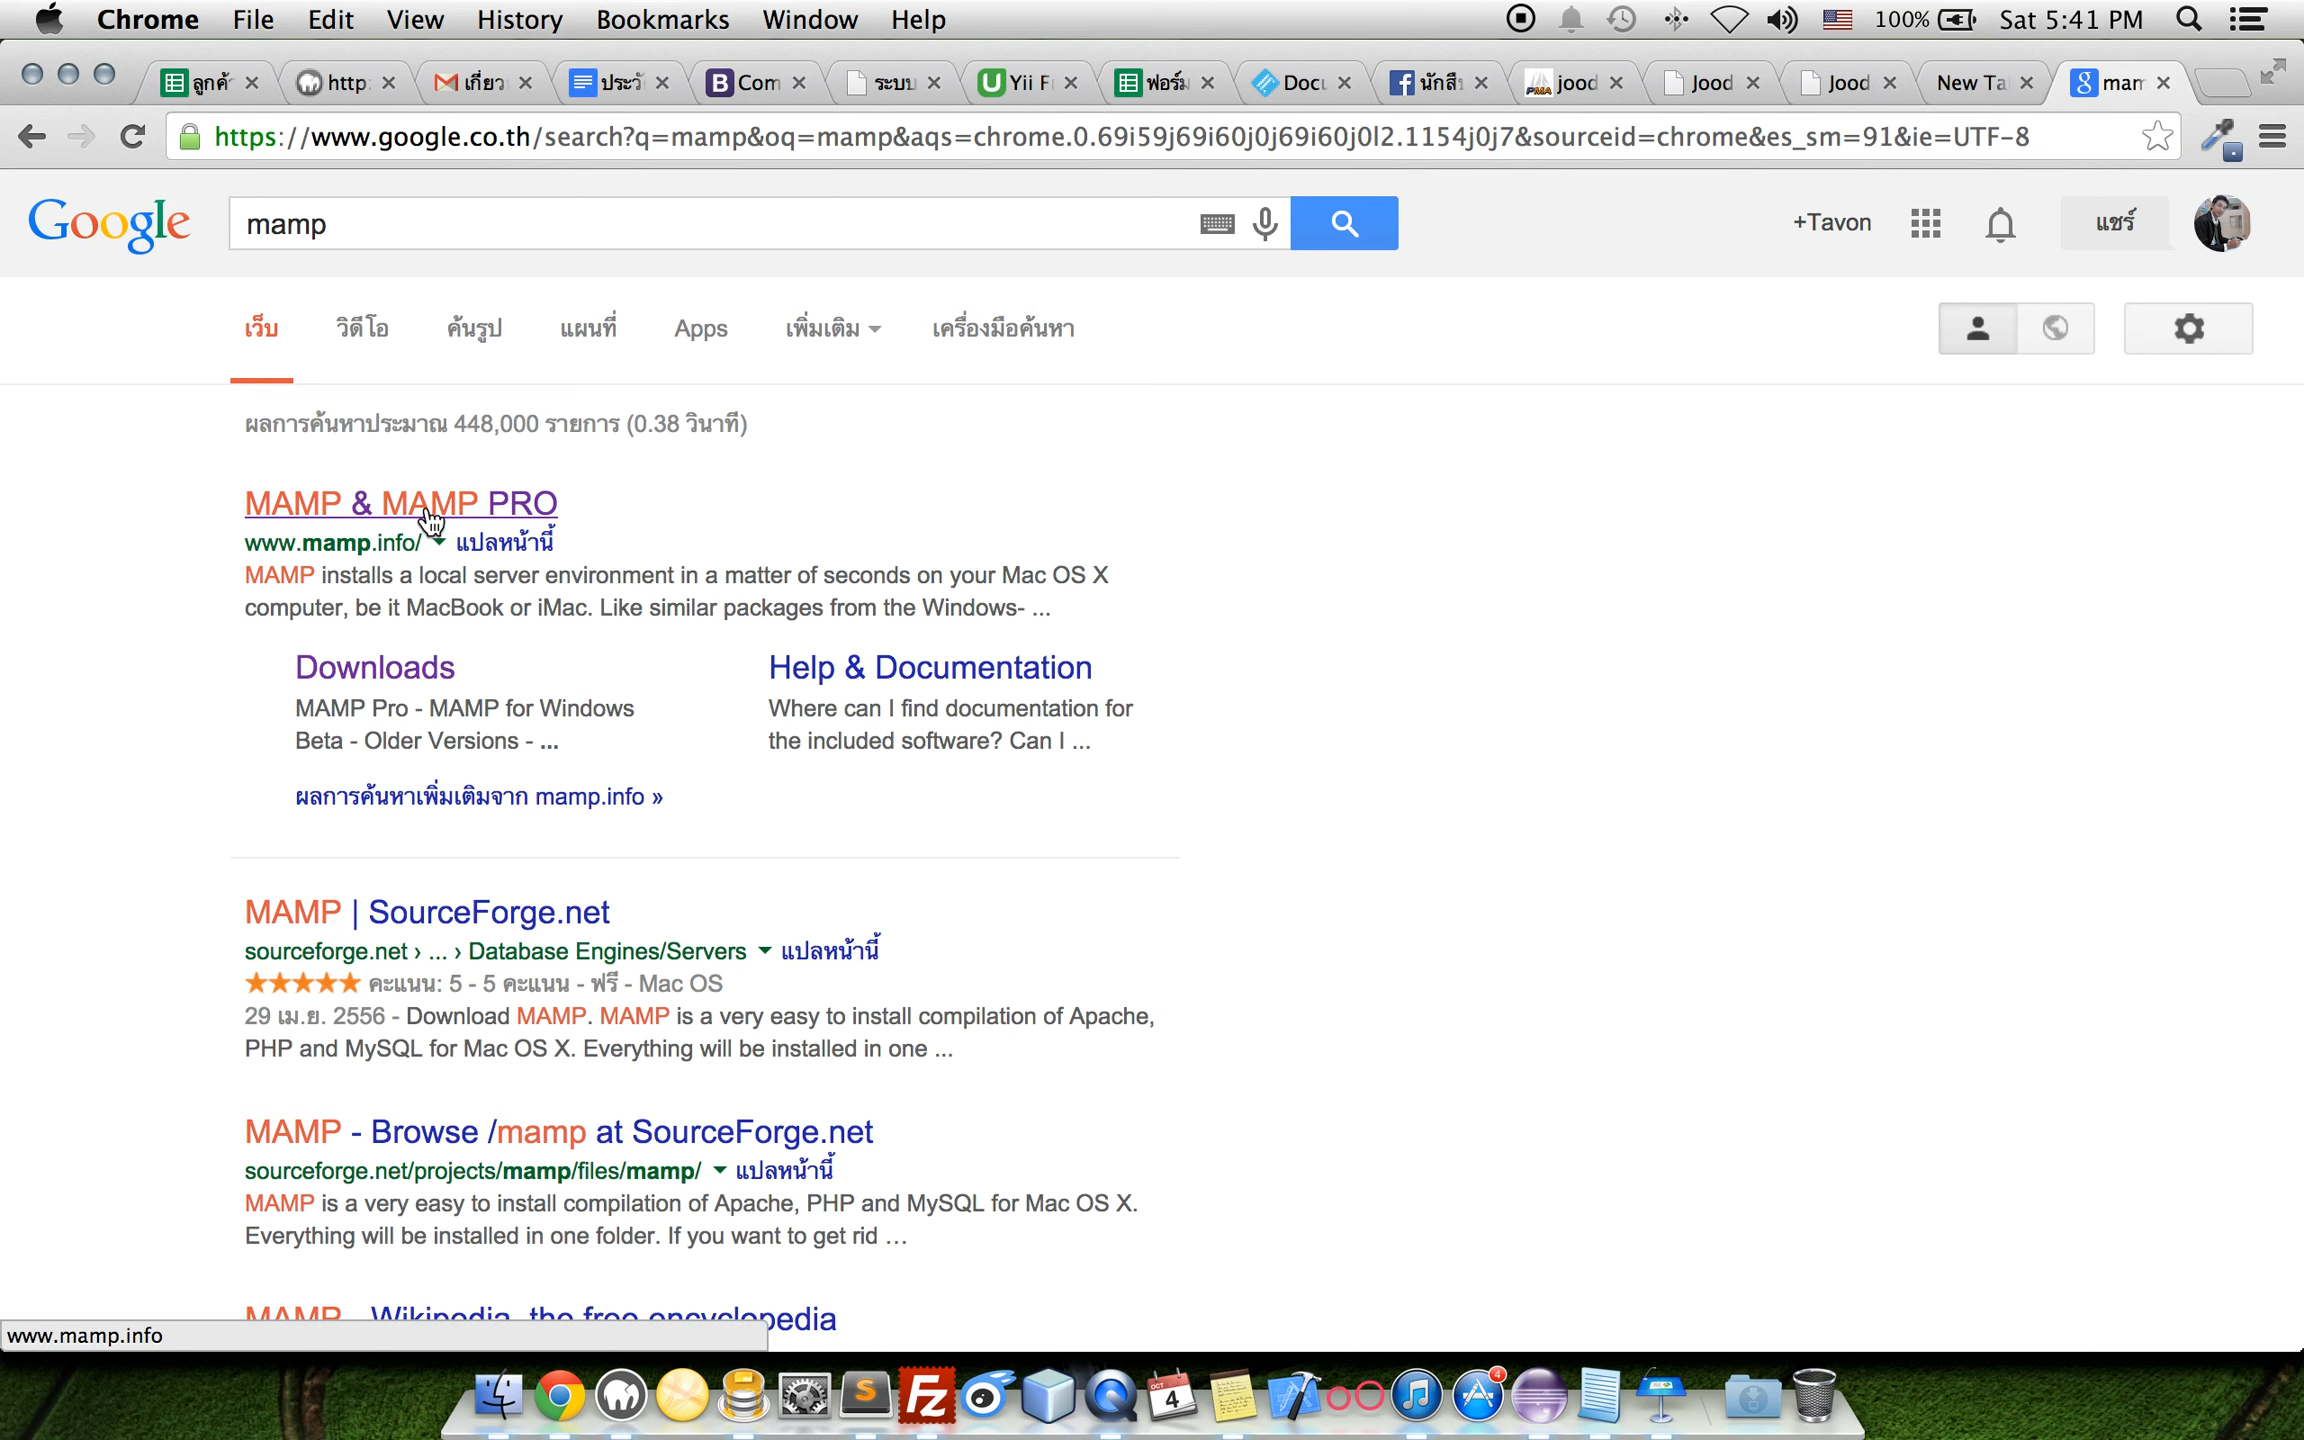 Chrome File Edit View History Bookmarks Window Help 100% Sat 5:41 PM
ลูกค้ http: เกี่ยว ประวั Com ระบบ Yii F ฟอร์ม Docu นักสื jood Jood Jood New Ta mam
https://www.google.co.th/search?q=mamp&oq=mamp&aqs=chrome.0.69i59j69i60j0j69i60j0l2.1154j0j7&sourceid=chrome&es_sm=91&ie=UTF-8
Google mamp +Tavon แชร์
เว็บ วิดีโอ ค้นรูป แผนที่ Apps เพิ่มเติม เครื่องมือค้นหา
ผลการค้นหาประมาณ 448,000 รายการ (0.38 วินาที)
MAMP & MAMP PRO
www.mamp.info/ แปลหน้านี้
MAMP installs a local server environment in a matter of seconds on your Mac OS X
computer, be it MacBook or iMac. Like similar packages from the Windows- ...
Downloads
MAMP Pro - MAMP for Windows
Beta - Older Versions - ...
Help & Documentation
Where can I find documentation for
the included software? Can I ...
ผลการค้นหาเพิ่มเติมจาก mamp.info »
MAMP | SourceForge.net
sourceforge.net › ... › Database Engines/Servers แปลหน้านี้
คะแนน: 5 - 5 คะแนน - ฟรี - Mac OS
29 เม.ย. 2556 - Download MAMP. MAMP is a very easy to install compilation of Apache,
PHP and MySQL for Mac OS X. Everything will be installed in one ...
MAMP - Browse /mamp at SourceForge.net
sourceforge.net/projects/mamp/files/mamp/ แปลหน้านี้
MAMP is a very easy to install compilation of Apache, PHP and MySQL for Mac OS X.
Everything will be installed in one folder. If you want to get rid ...
MAMP - Wikipedia, the free encyclopedia
www.mamp.info
S Fz OCT 4 4